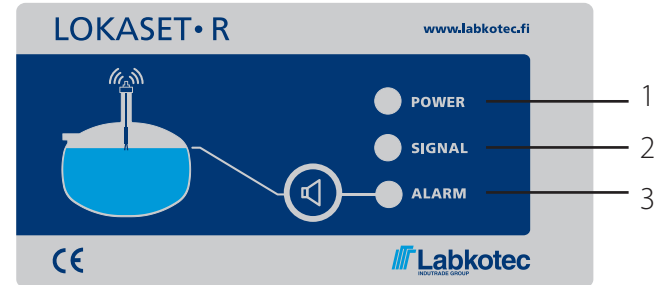 LOKASET• R
www.labkotec.fi
POWER
1
SIGNAL
2
ALARM
3
CE
Labkotec
INDUTRADE GROUP